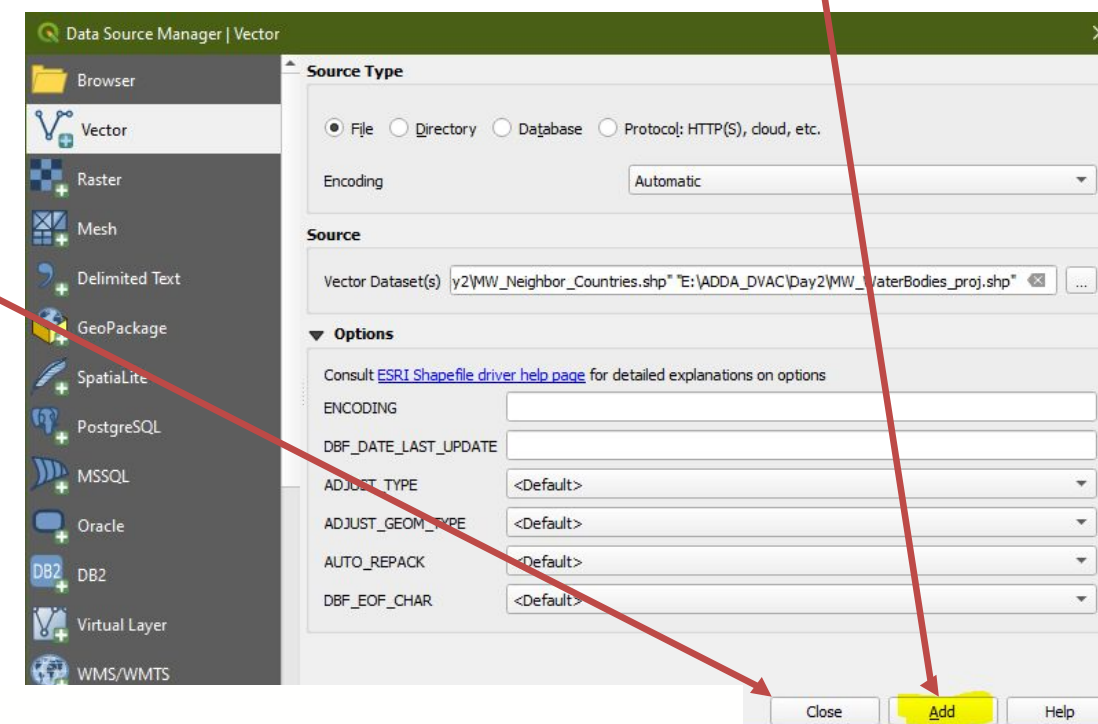 Data Source Manager | Vector
Browser
Vector
Raster
Mesh
Delimited Text
GeoPackage
SpatiaLite
PostgreSQL
MSSQL
Oracle
DB2 DB2
Virtual Layer
WMS/WMTS
Source Type
File Directory Database Protocol: HTTP(S), cloud, etc.
Encoding Automatic
Source
Vector Dataset(s) y2\MW_Neighbor_Countries.shp" "E:\ADDA_DVAC\Day2\MW_WaterBodies_proj.shp" ...
Options
Consult ESRI Shapefile driver help page for detailed explanations on options
ENCODING
DBF_DATE_LAST_UPDATE
ADJUST_TYPE <Default>
ADJUST_GEOM_TYPE <Default>
AUTO_REPACK <Default>
DBF_EOF_CHAR <Default>
Close Add Help